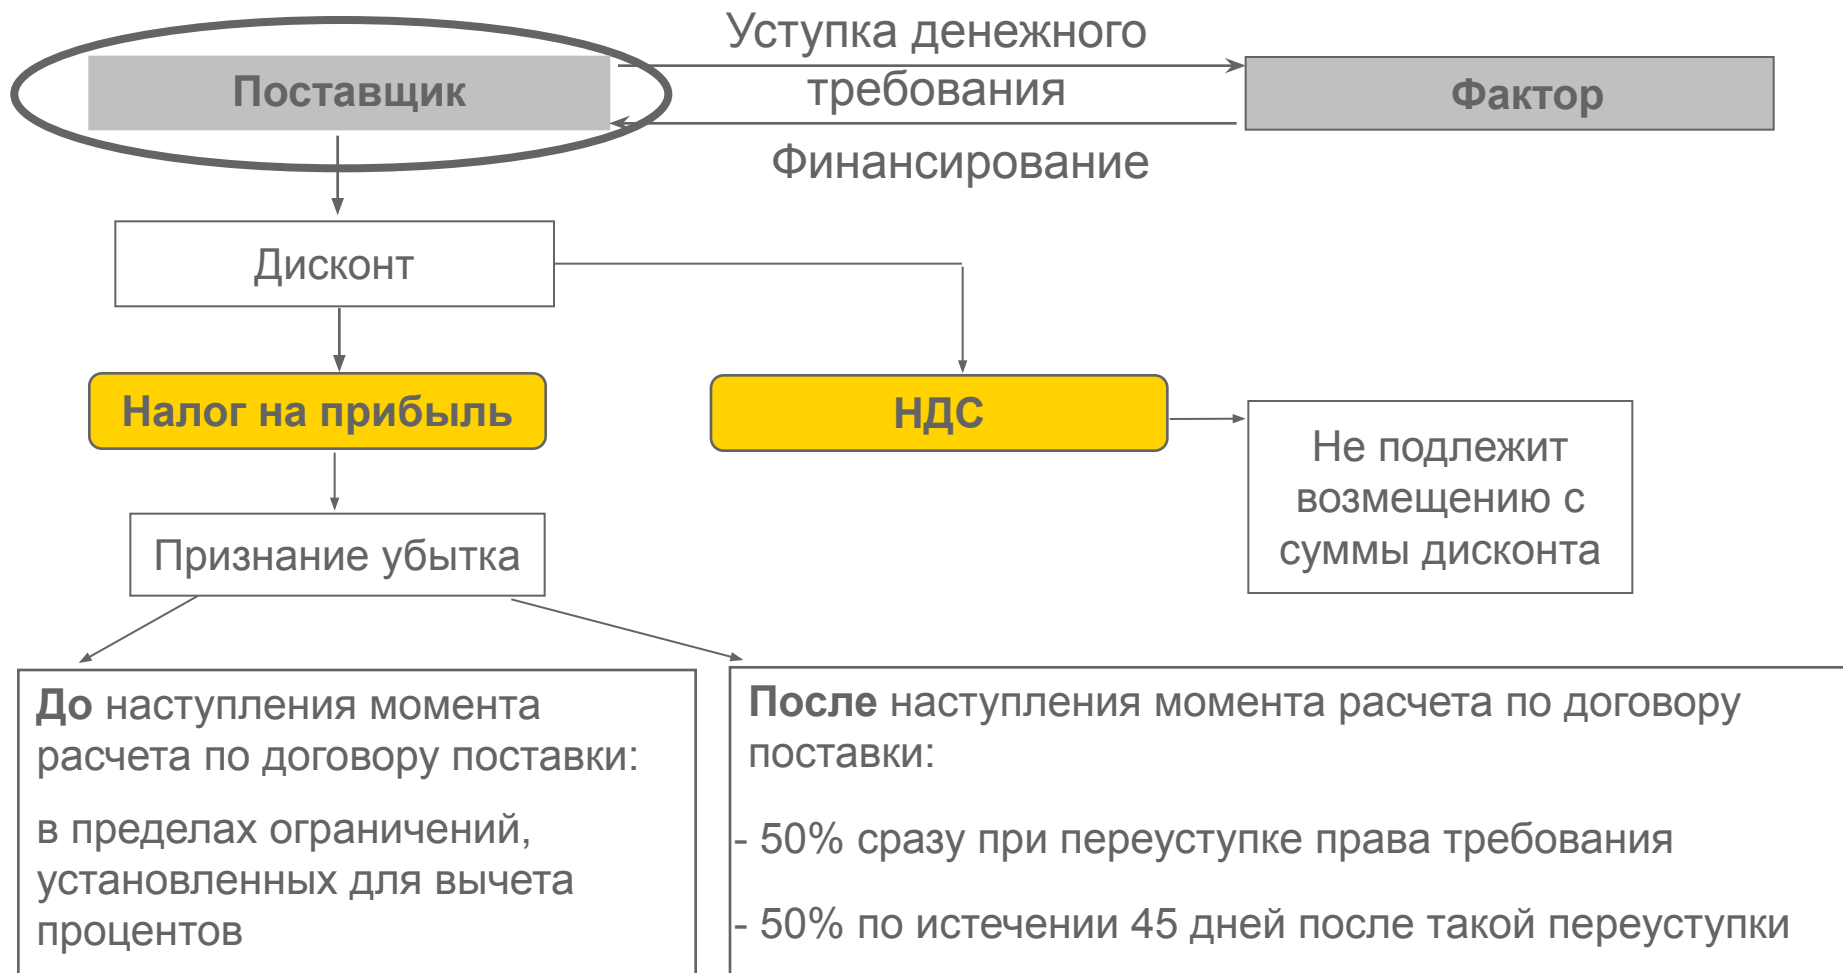 Уступка денежного
требования
Поставщик
Фактор
Финансирование
Дисконт
Налог на прибыль
НДС
Не подлежит
возмещению с
суммы дисконта
Признание убытка
До наступления момента
расчета по договору поставки:
в пределах ограничений,
установленных для вычета
процентов
После наступления момента расчета по договору
поставки:
- 50% сразу при переуступке права требования
- 50% по истечении 45 дней после такой переуступки